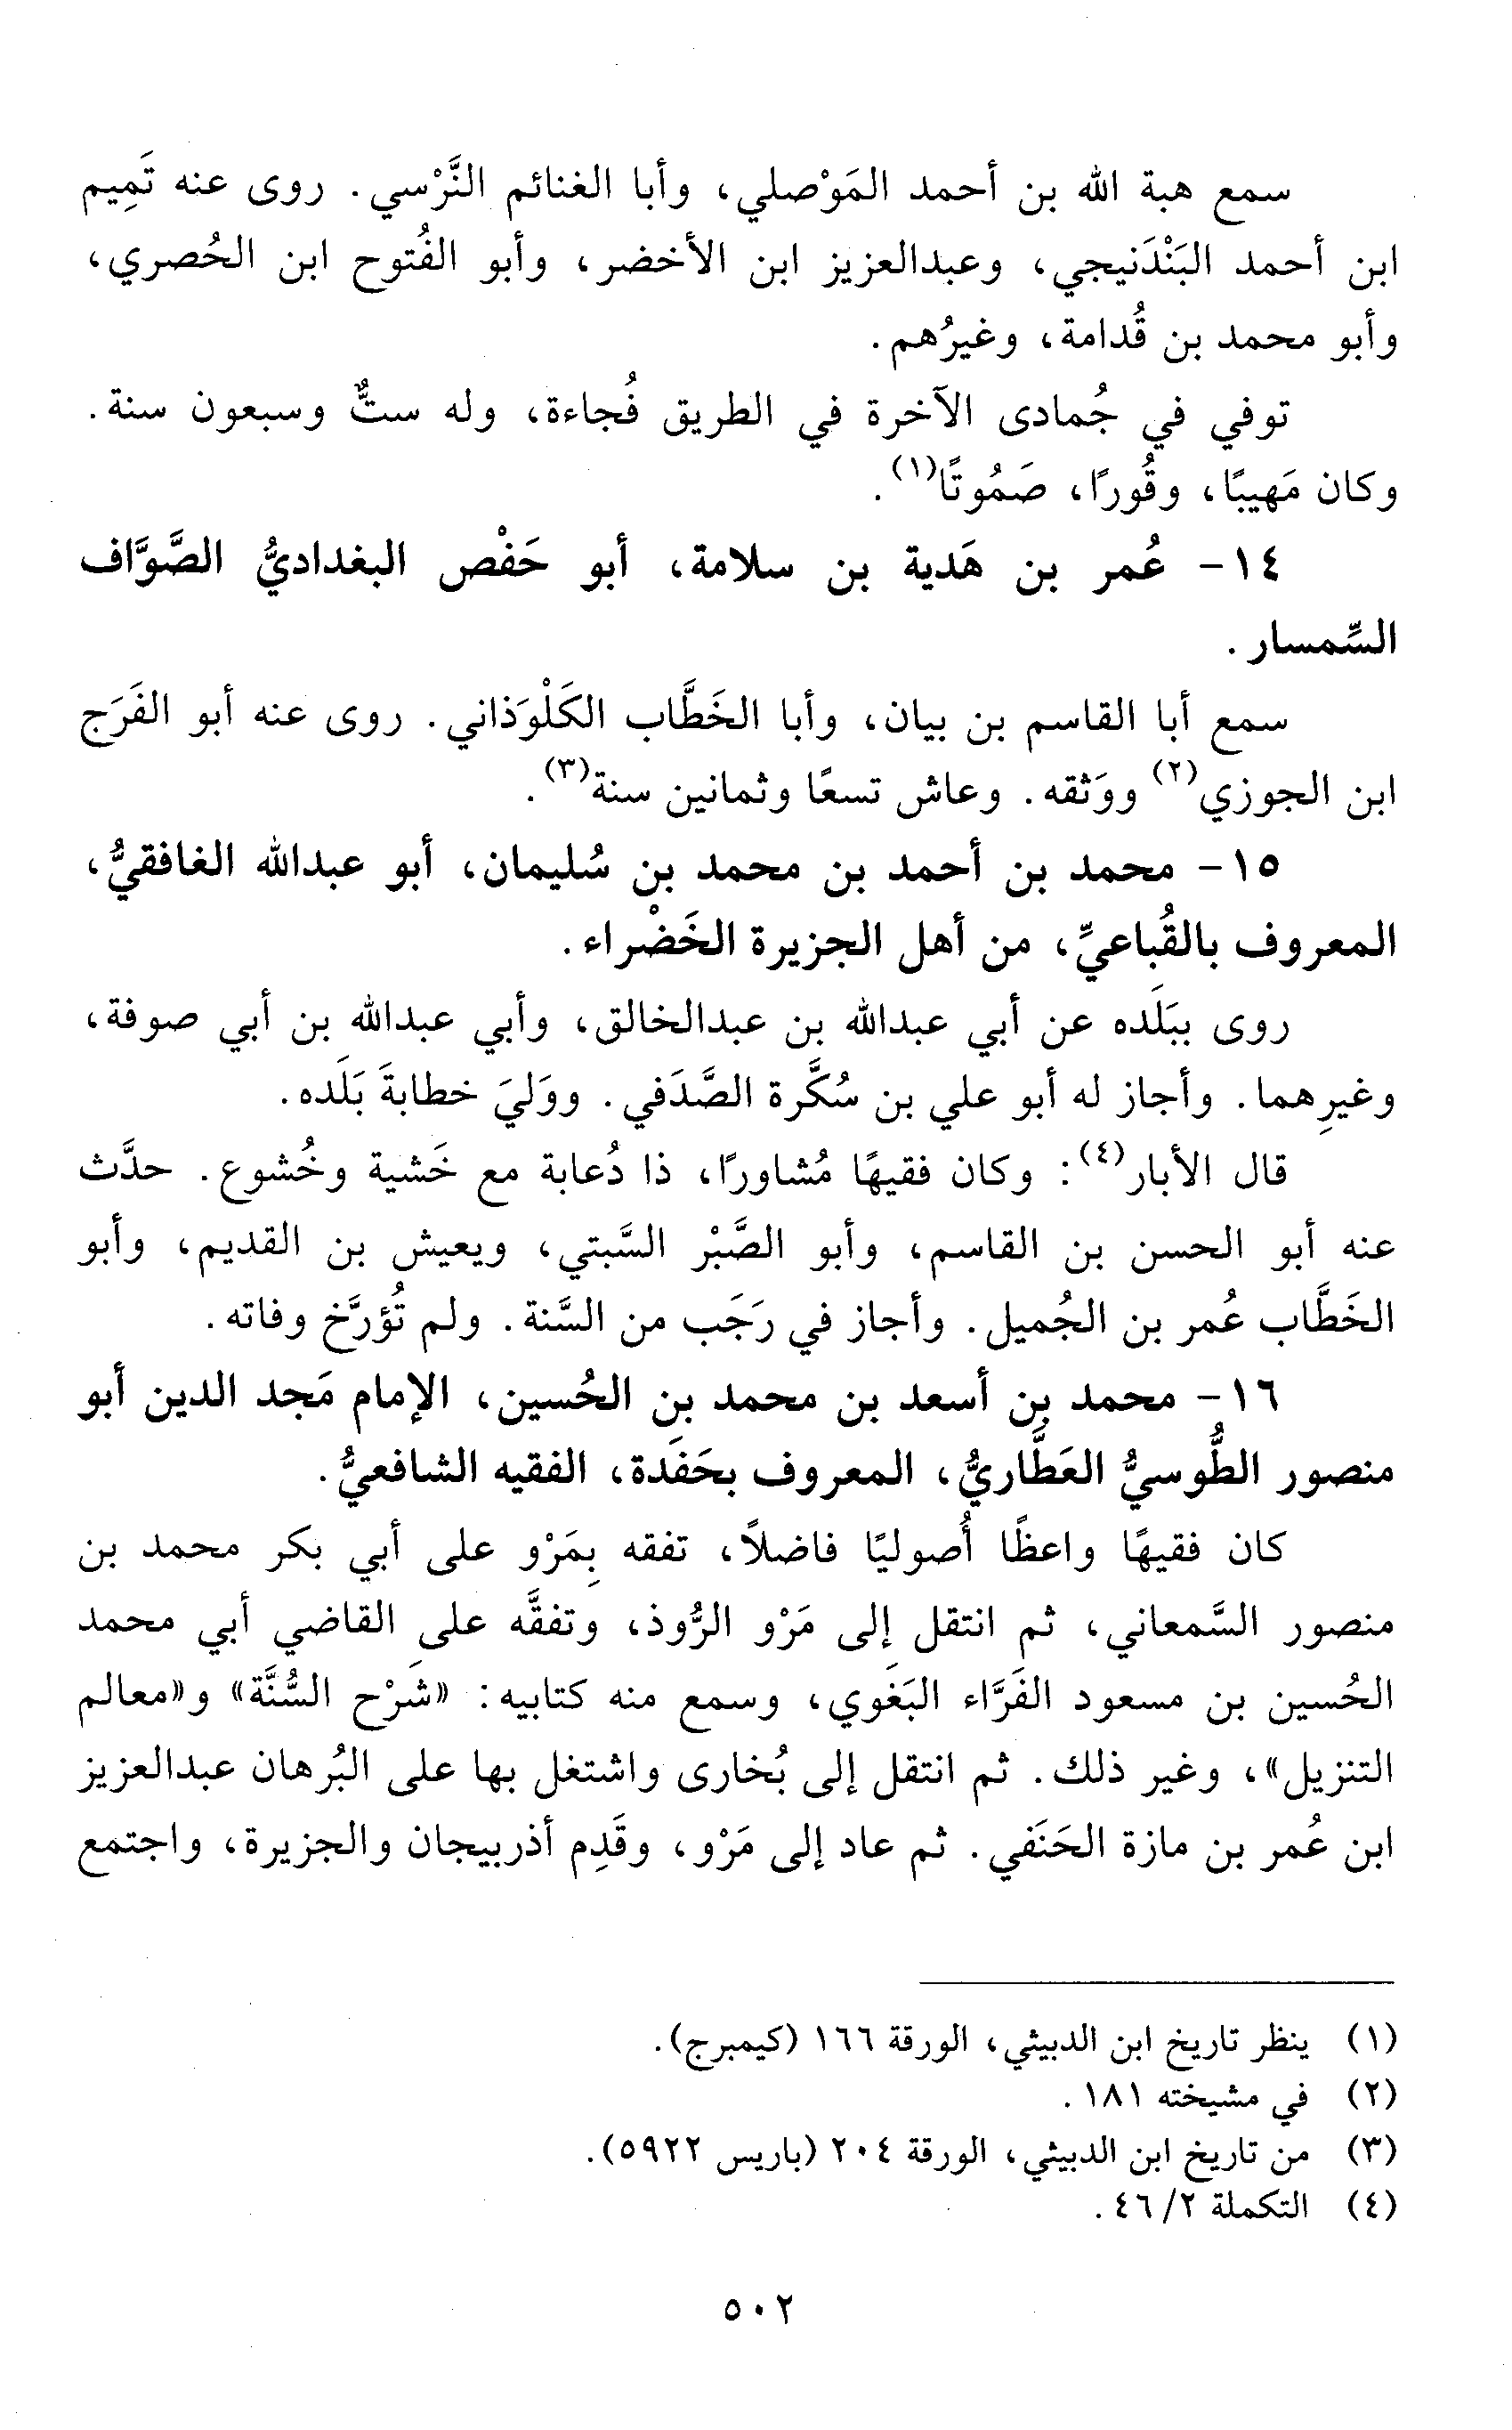 سمع هبة الله بن أحمد المَوْصلي، وأبا الغنائم النَّرْسي. روى عنه تَمِيم
ابن أحمد البَنْدَنيجي، وعبدالعزيز ابن الأخضر، وأبو الفُتوح ابن الحُصري،
وأبو محمد بن قُدامة، وغيرُهم.
توفي في جُمادى الآخرة في الطريق فُجاءة، وله ستٌّ وسبعون سنة.
وكان مَهيبًا، وقُورًا، صَمُوتًا(١).
١٤- عُمر بن هَدية بن سلامة، أبو حَفْص البغداديُّ الصَّوَّاف
السِّمسار.
سمع أبا القاسم بن بيان، وأبا الخَطَّاب الكَلْوَذاني. روى عنه أبو الفَرَج
ابن الجوزي(٢) ووَثقه. وعاش تسعًا وثمانين سنة(٣).
١٥- محمد بن أحمد بن محمد بن سُليمان، أبو عبدالله الغافقيُّ،
المعروف بالقُباعيِّ، من أهل الجزيرة الخَضْراء.
روى ببَلَده عن أبي عبدالله بن عبدالخالق، وأبي عبدالله بن أبي صوفة،
وغيرِهما. وأجاز له أبو علي بن سُكَّرة الصَّدَفي. ووَليَ خطابةَ بَلَده.
قال الأبار(٤): وكان فقيهًا مُشاورًا، ذا دُعابة مع خَشية وخُشوع. حدَّث
عنه أبو الحسن بن القاسم، وأبو الصَّبْر السَّبتي، ويعيش بن القديم، وأبو
الخَطَّاب عُمر بن الجُميل. وأجاز في رَجَب من السَّنة. ولم تُؤرَّخ وفاته.
١٦- محمد بن أسعد بن محمد بن الحُسين، الإمام مَجد الدين أبو
منصور الطُّوسيُّ العَطَّاريُّ، المعروف بحَفَدة، الفقيه الشافعيُّ.
كان فقيهًا واعظًا أُصوليًا فاضلاً، تفقه بِمَرْو على أبي بكر محمد بن
منصور السَّمعاني، ثم انتقل إلى مَرْو الرُّوذ، وتفقَّه على القاضي أبي محمد
الحُسين بن مسعود الفَرَّاء البَغَوي، وسمع منه كتابيه: «شَرْح السُّنَّة» و«معالم
التنزيل»، وغير ذلك. ثم انتقل إلى بُخارى واشتغل بها على البُرهان عبدالعزيز
ابن عُمر بن مازة الحَنَفي. ثم عاد إلى مَرْو، وقَدِم أذربيجان والجزيرة، واجتمع
(١) ينظر تاريخ ابن الدبيثي، الورقة ١٦٦ (كيمبرج).
(٢) في مشيخته ١٨١.
(٣) من تاريخ ابن الدبيثي، الورقة ٢٠٤ (باريس ٥٩٢٢).
(٤) التكملة ٢/ ٤٦.
٥٠٢